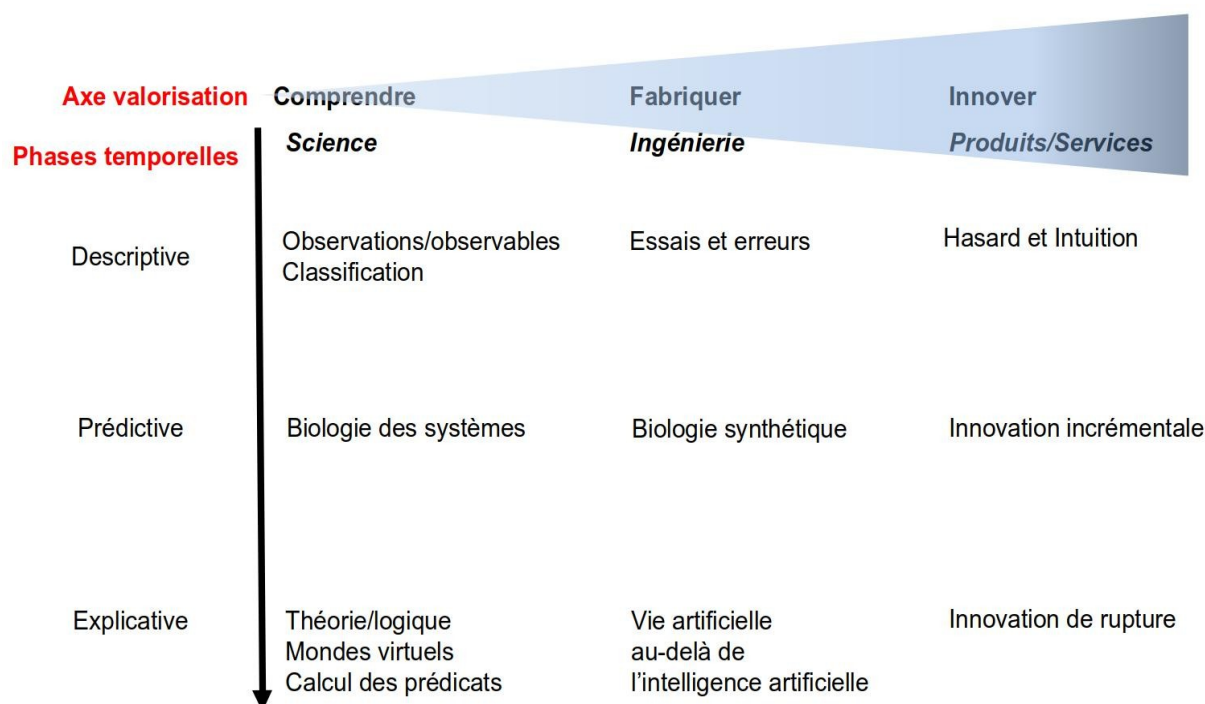 Axe valorisation Comprendre Fabriquer Innover
Phases temporelles Science Ingénierie Produits/Services
Descriptive Observations/observables Essais et erreurs Hasard et Intuition
Classification
Prédictive Biologie des systèmes Biologie synthétique Innovation incrémentale
Explicative Théorie/logique Vie artificielle Innovation de rupture
Mondes virtuels au-delà de
Calcul des prédicats l'intelligence artificielle